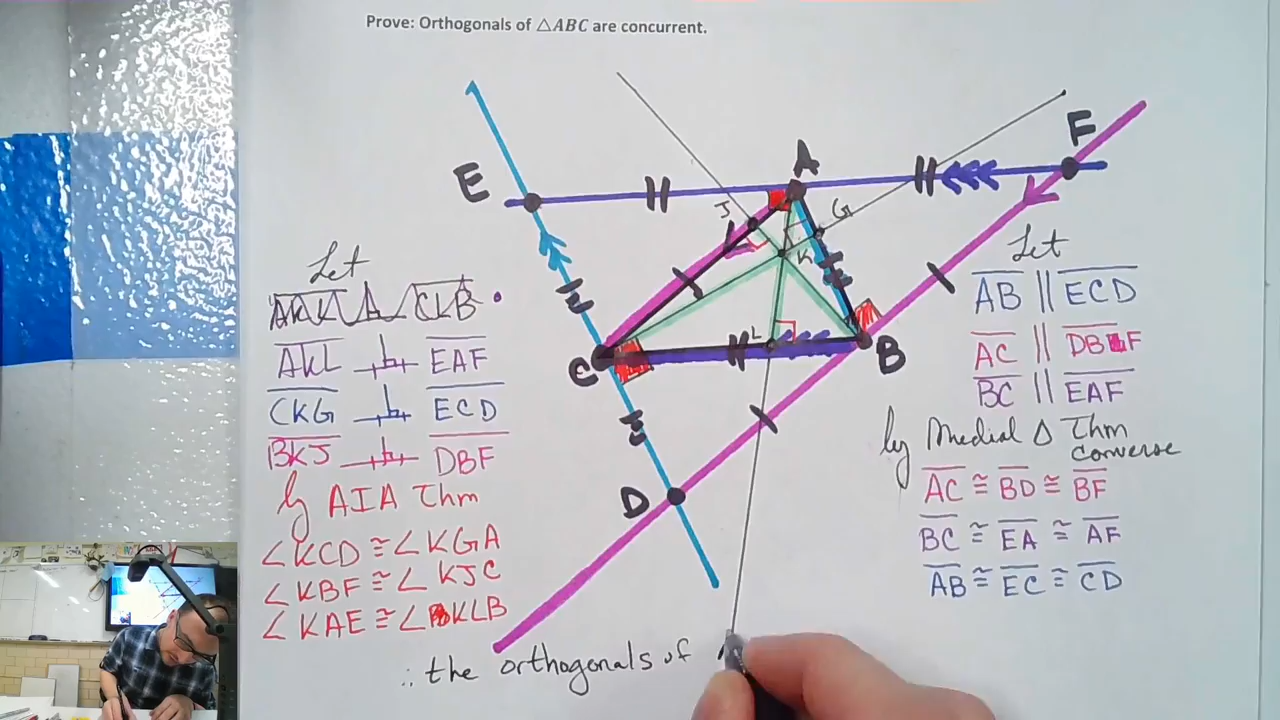 Prove: Orthogonals of △ABC are concurrent.
E
A
F
J
G
K
L
C
B
D
Let
AKL ⊥ EAF
CKG ⊥ ECD
BKJ ⊥ DBF
by AIA Thm
∠KCD ≅ ∠KGA
∠KBF ≅ ∠KJC
∠KAE ≅ ∠KLB
Let
AB || ECD
AC || DBF
BC || EAF
by Medial △ Thm
converse
AC ≅ BD ≅ BF
BC ≅ EA ≅ AF
AB ≅ EC ≅ CD
∴ the orthogonals of